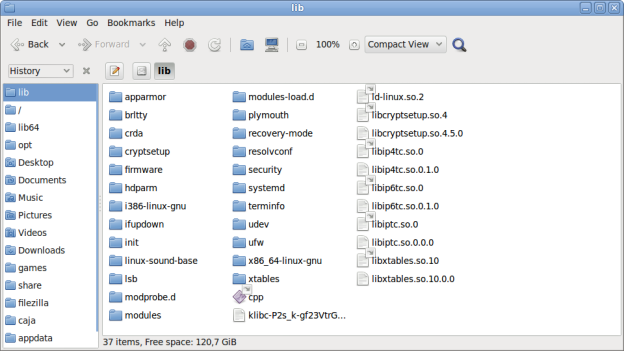 lib
File Edit View Go Bookmarks Help
Back Forward 100% Compact View
History lib
lib
/
lib64
opt
Desktop
Documents
Music
Pictures
Videos
Downloads
games
share
filezilla
caja
appdata
apparmor
brltty
crda
cryptsetup
firmware
hdparm
i386-linux-gnu
ifupdown
init
linux-sound-base
lsb
modprobe.d
modules
modules-load.d
plymouth
recovery-mode
resolvconf
security
systemd
terminfo
udev
ufw
x86_64-linux-gnu
xtables
cpp
klibc-P2s_k-gf23VtrG...
ld-linux.so.2
libcryptsetup.so.4
libcryptsetup.so.4.5.0
libip4tc.so.0
libip4tc.so.0.1.0
libip6tc.so.0
libip6tc.so.0.1.0
libiptc.so.0
libiptc.so.0.0.0
libxtables.so.10
libxtables.so.10.0.0
37 items, Free space: 120,7 GiB